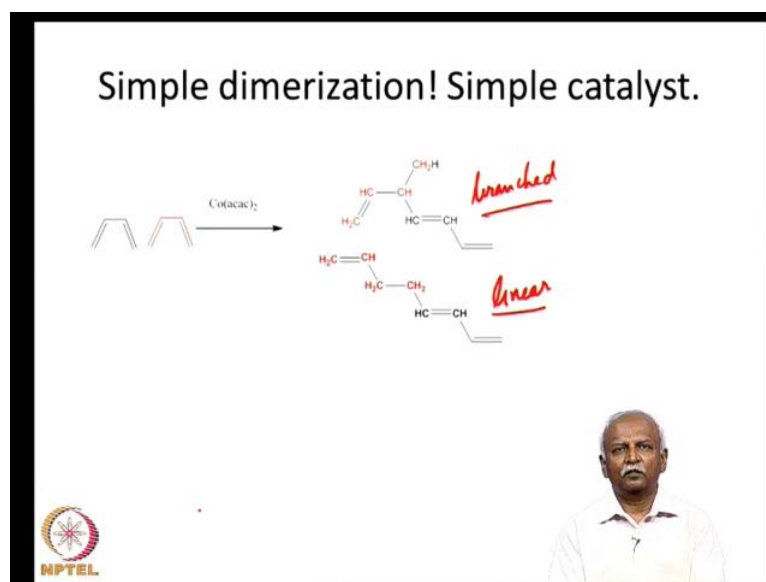 Simple dimerization! Simple catalyst.
Co(acac)₂
CH₂H
HC CH
H₂C HC CH
branched
H₂C CH
H₂C CH₂
HC CH
linear
NPTEL